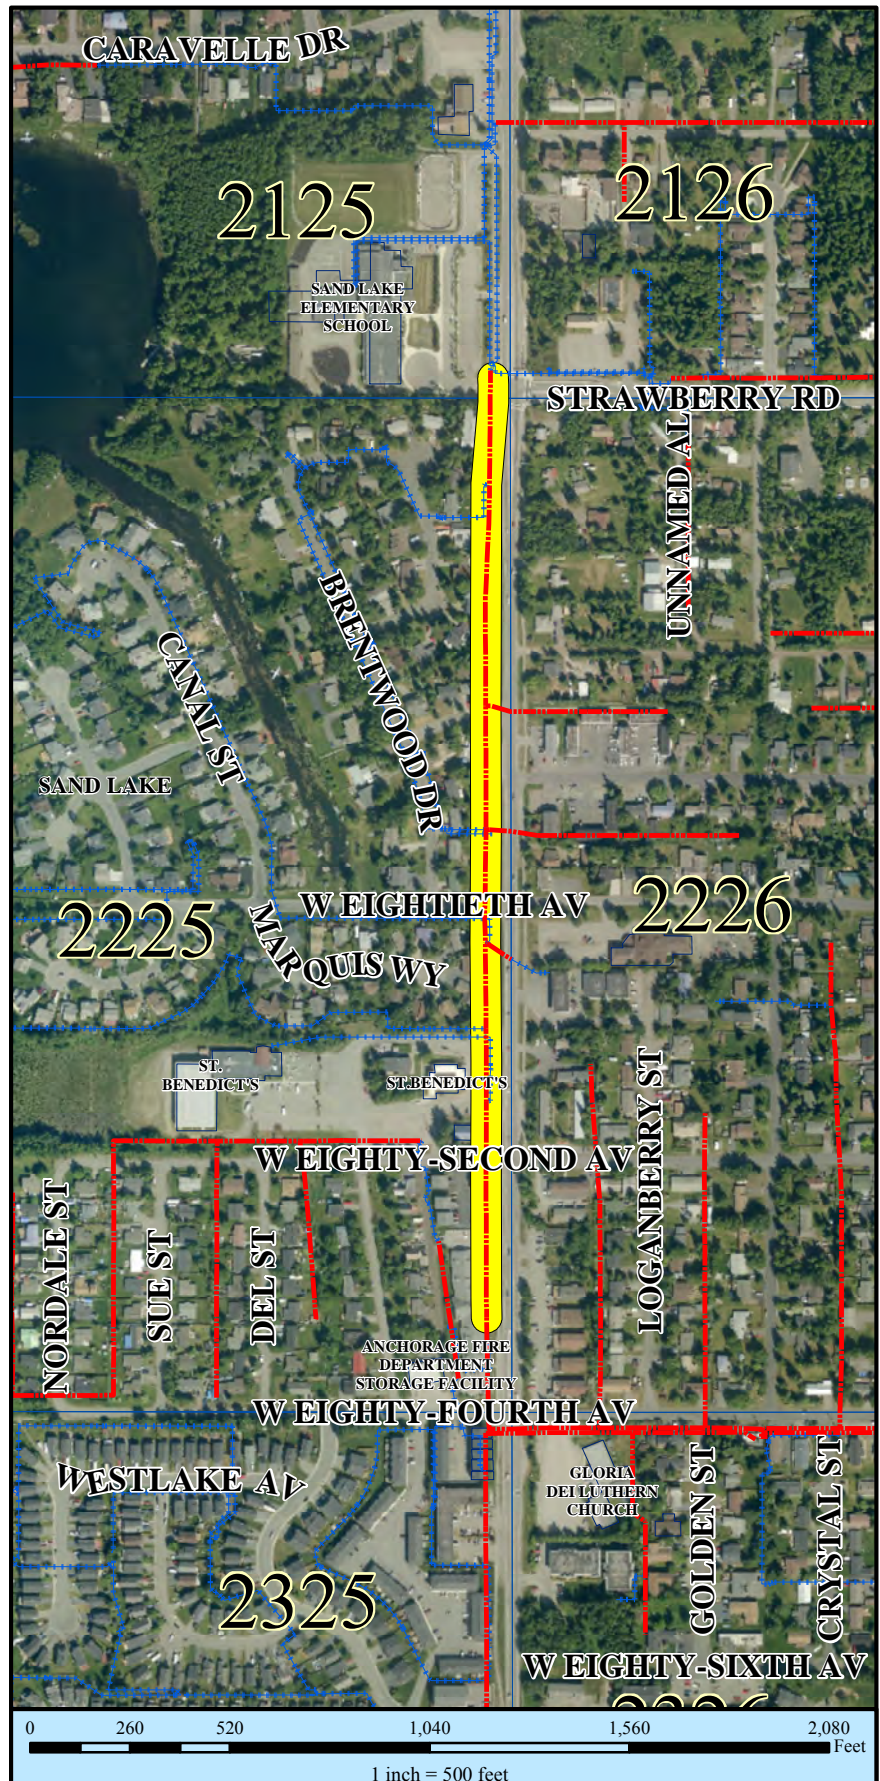 CARAVELLE DR
2125
2126
SAND LAKE
ELEMENTARY
SCHOOL
STRAWBERRY RD
UNNAMED AL
BRENTWOOD DR
CANAL ST
SAND LAKE
W EIGHTIETH AV
2225
2226
MARQUIS WY
ST.
BENEDICT'S
ST.BENEDICT'S
LOGANBERRY ST
W EIGHTY-SECOND AV
NORDALE ST
SUE ST
DEL ST
ANCHORAGE FIRE
DEPARTMENT
STORAGE FACILITY
W EIGHTY-FOURTH AV
WESTLAKE AV
GLORIA
DEI LUTHERN
CHURCH
GOLDEN ST
CRYSTAL ST
2325
W EIGHTY-SIXTH AV
2326
0 260 520 1,040 1,560 2,080
Feet
1 inch = 500 feet